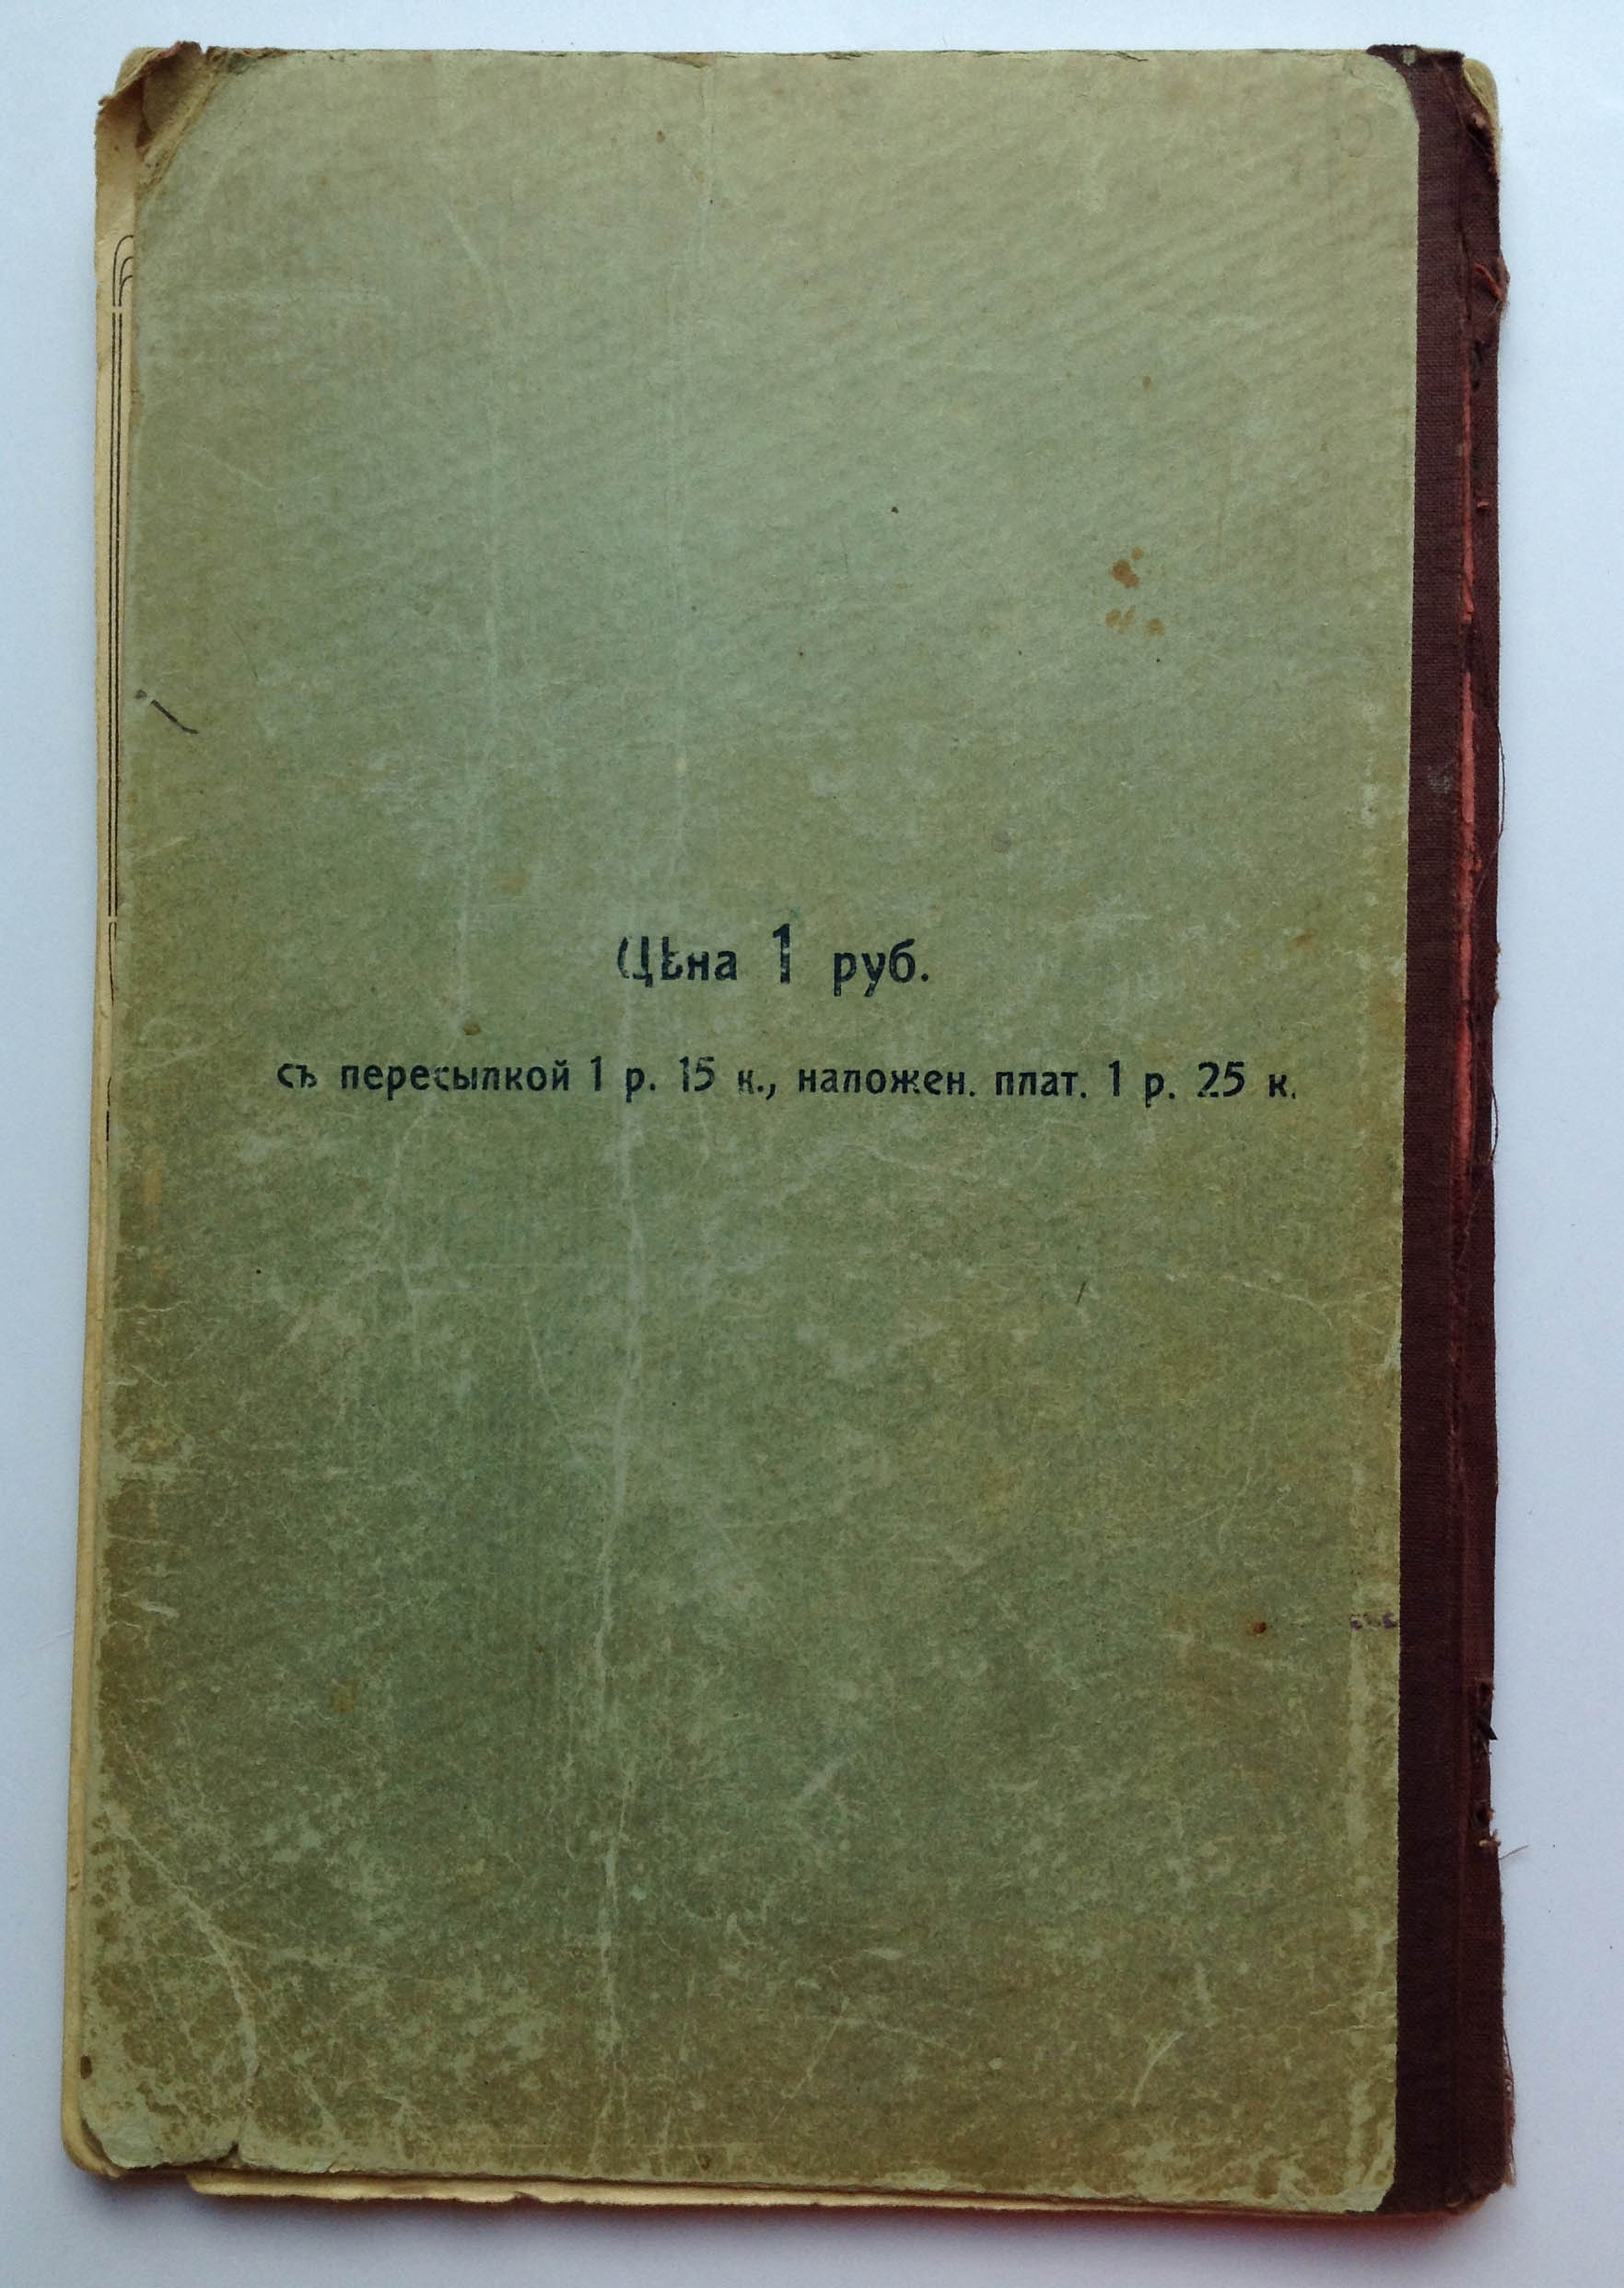 Цѣна 1 руб.
съ пересылкой 1 р. 15 к., наложен. плат. 1 р. 25 к.